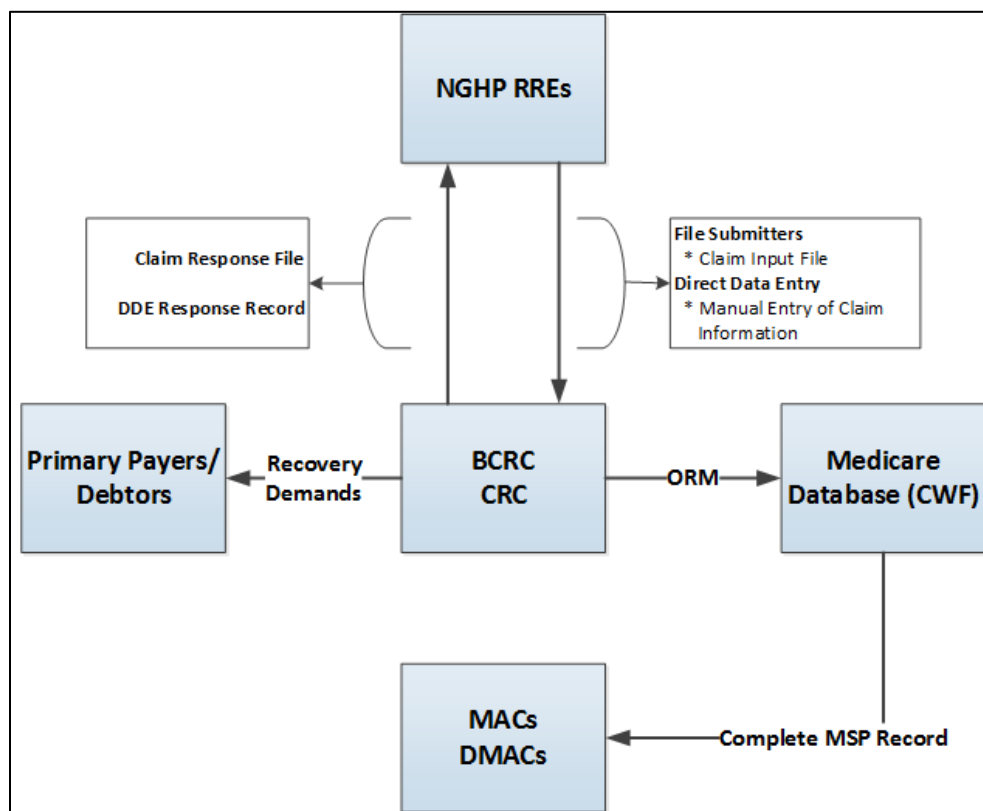 NGHP RREs
Claim Response File
DDE Response Record
File Submitters
* Claim Input File
Direct Data Entry
* Manual Entry of Claim
Information
Primary Payers/
Debtors
Recovery
Demands
BCRC
CRC
ORM
Medicare
Database (CWF)
MACs
DMACs
Complete MSP Record